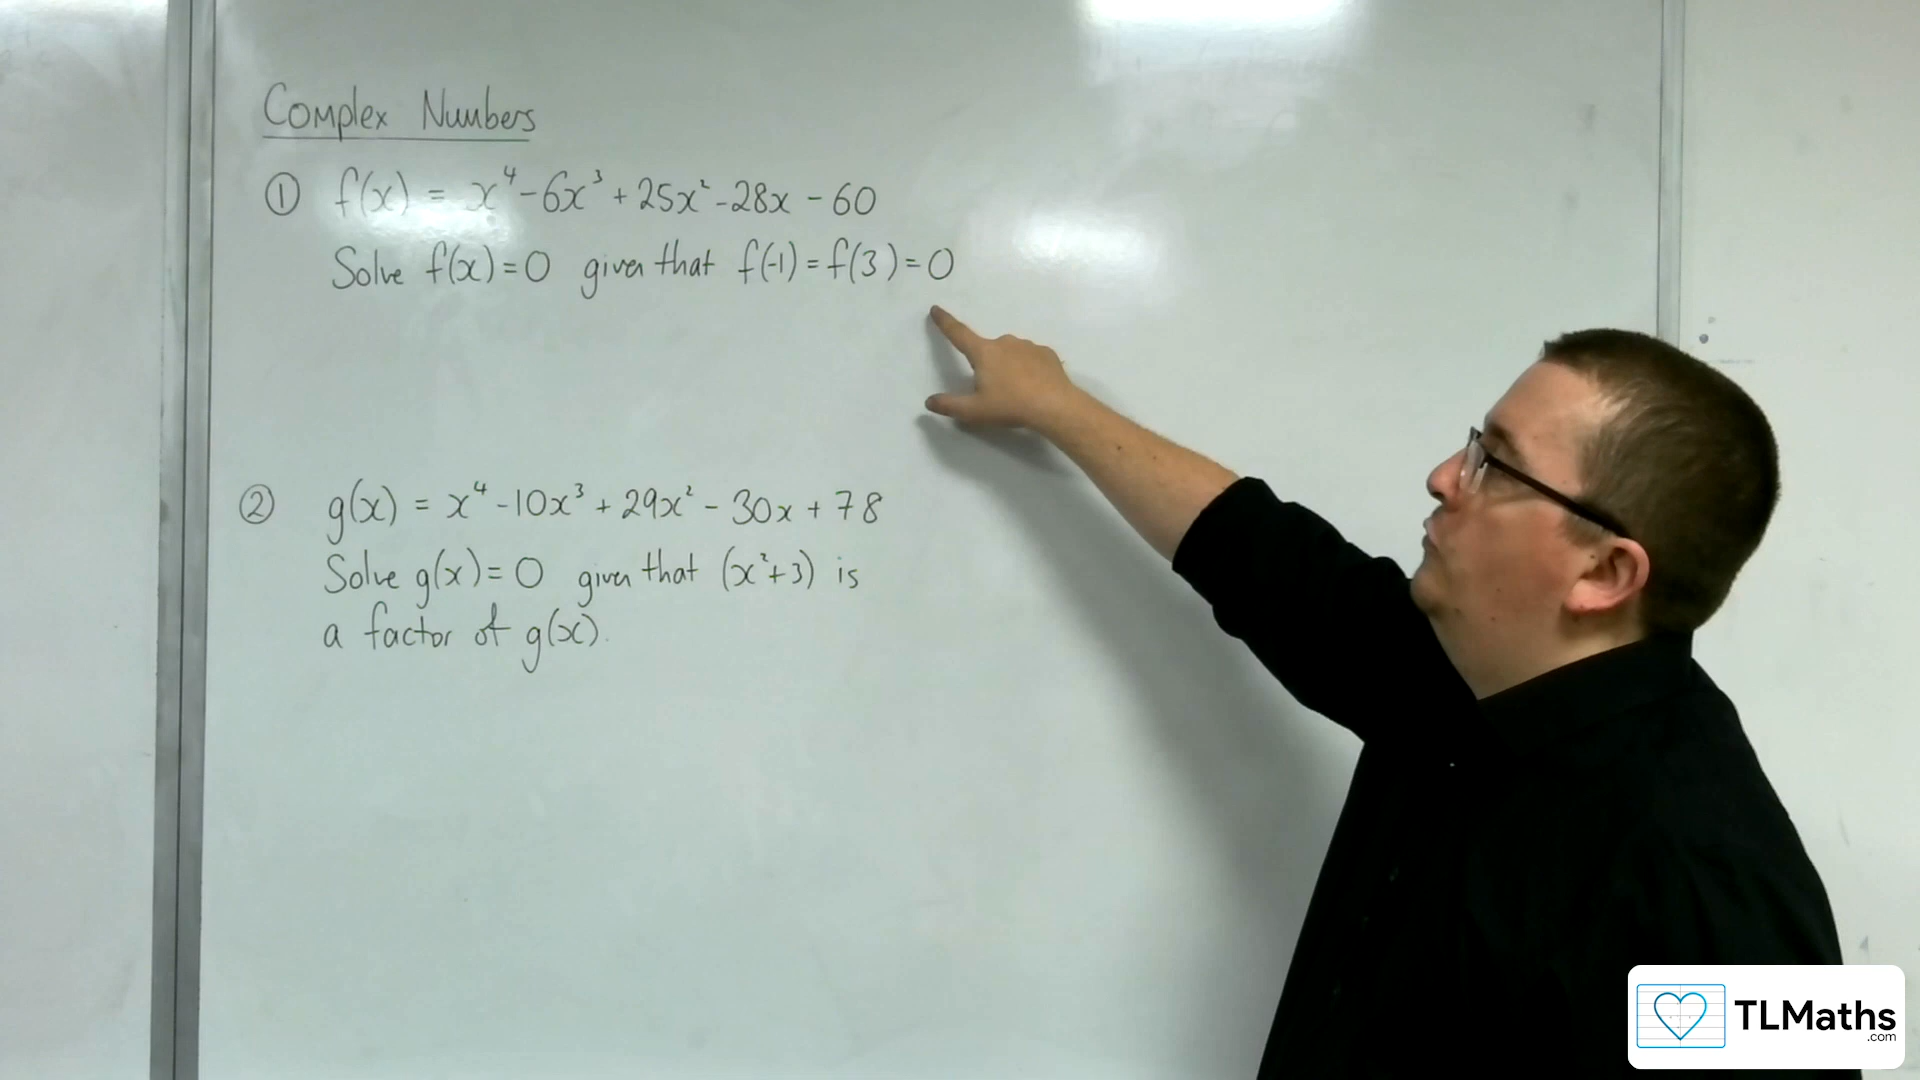 Complex Numbers
① f(x) = x⁴ - 6x³ + 25x² - 28x - 60
Solve f(x) = 0 given that f(-1) = f(3) = 0
② g(x) = x⁴ - 10x³ + 29x² - 30x + 78
Solve g(x) = 0 given that (x² + 3) is
a factor of g(x).
TLMaths
.com